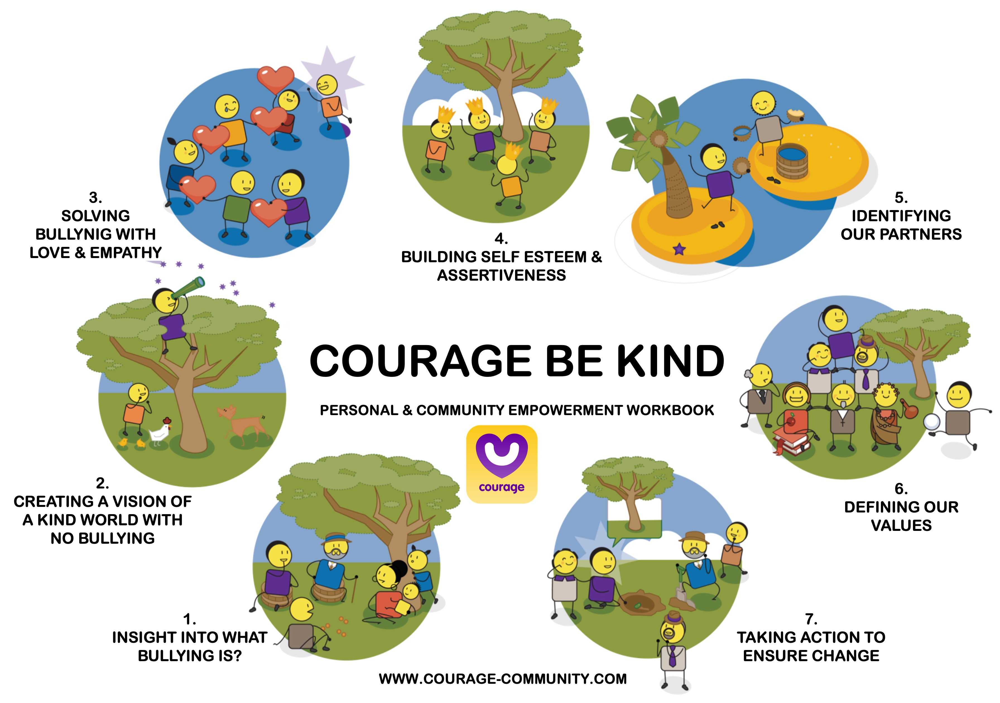 COURAGE BE KIND
PERSONAL & COMMUNITY EMPOWERMENT WORKBOOK
courage
1.
INSIGHT INTO WHAT
BULLYING IS?
2.
CREATING A VISION OF
A KIND WORLD WITH
NO BULLYING
3.
SOLVING
BULLYNIG WITH
LOVE & EMPATHY
4.
BUILDING SELF ESTEEM &
ASSERTIVENESS
5.
IDENTIFYING
OUR PARTNERS
6.
DEFINING OUR
VALUES
7.
TAKING ACTION TO
ENSURE CHANGE
WWW.COURAGE-COMMUNITY.COM